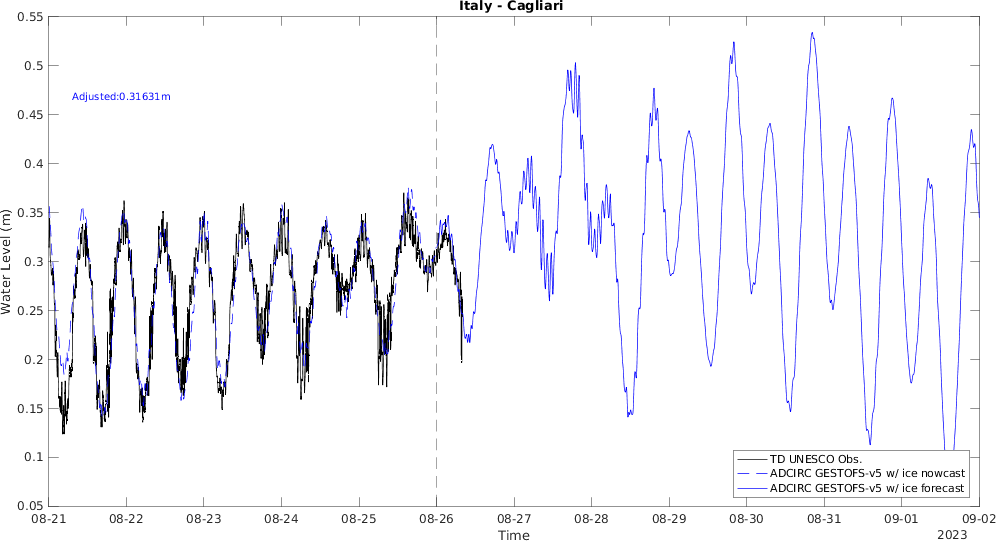 Italy - Cagliari
0.55
0.5
0.45
0.4
0.35
0.3
0.25
0.2
0.15
0.1
0.05
Water Level (m)
Adjusted:0.31631m
TD UNESCO Obs.
ADCIRC GESTOFS-v5 w/ ice nowcast
ADCIRC GESTOFS-v5 w/ ice forecast
08-21 08-22 08-23 08-24 08-25 08-26 08-27 08-28 08-29 08-30 08-31 09-01 09-02
Time
2023